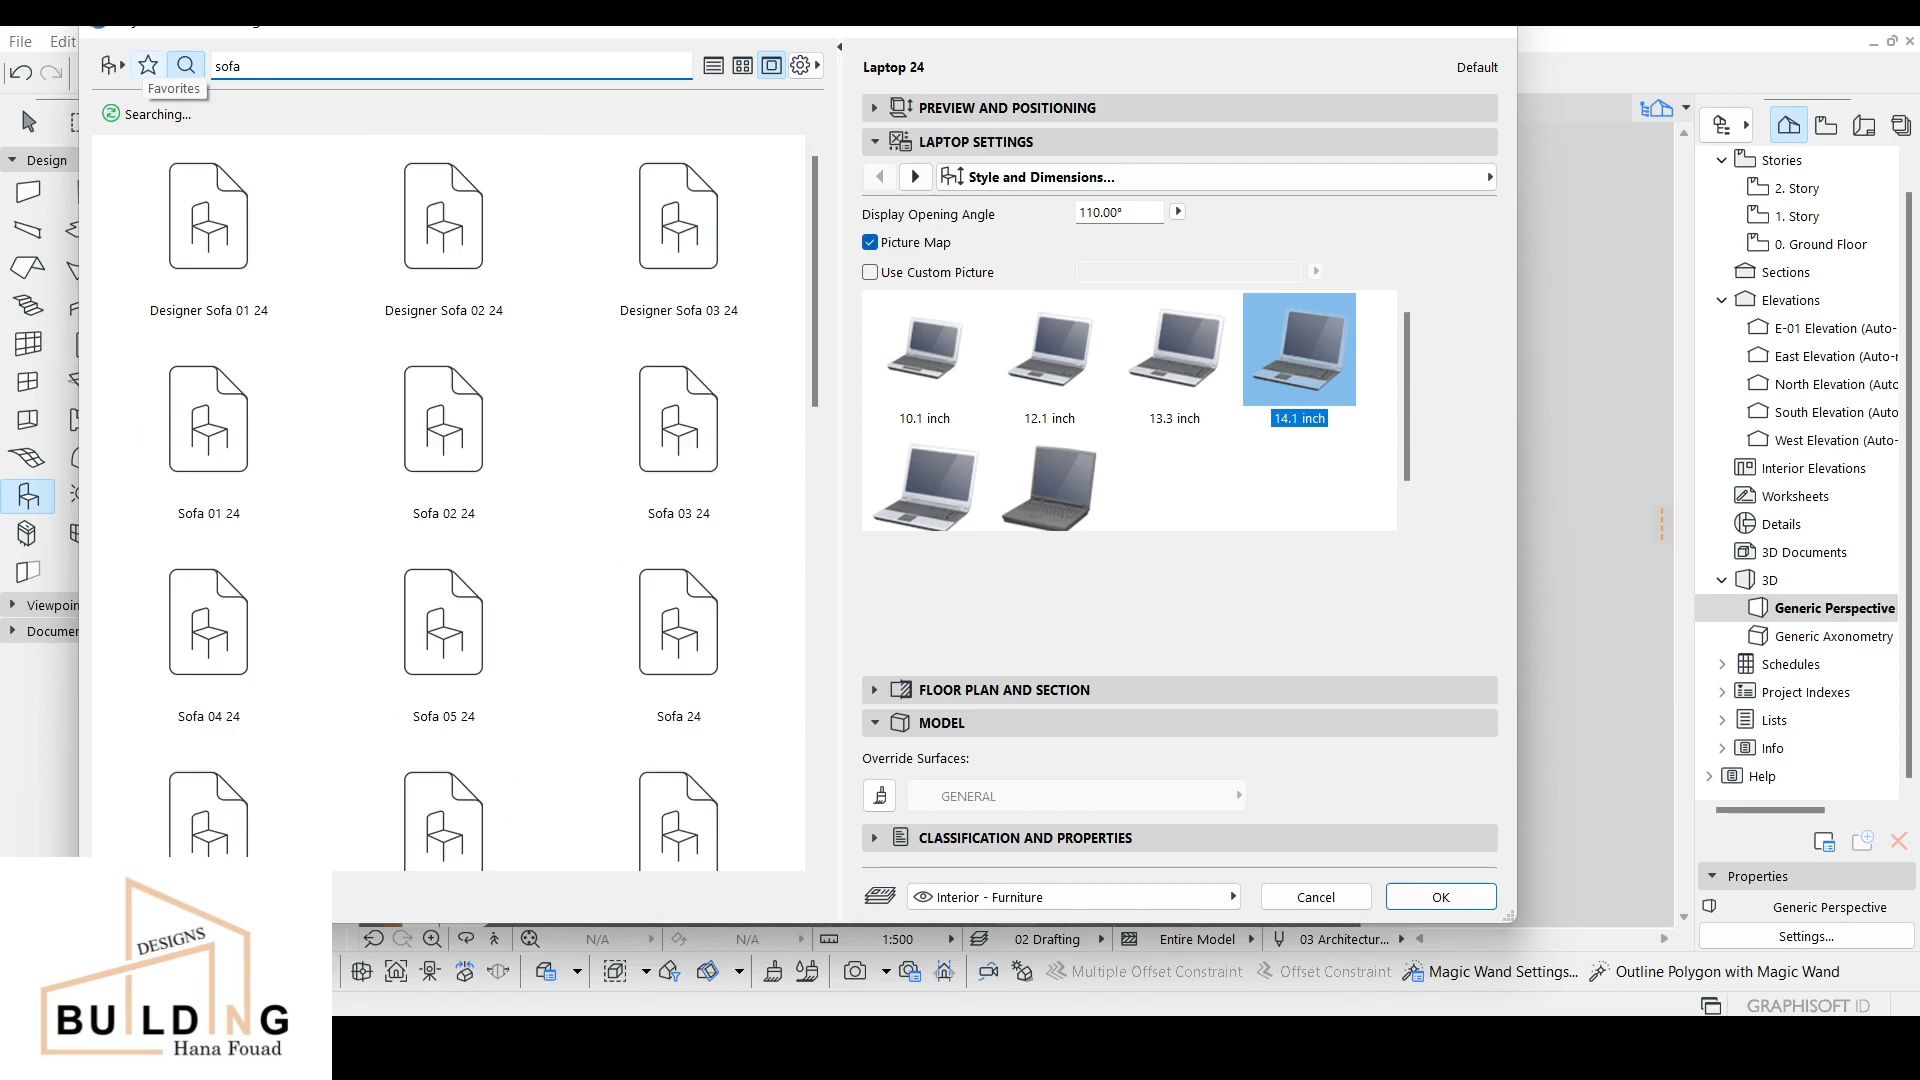 File Edit
sofa
Favorites
Searching...
Designer Sofa 01 24
Designer Sofa 02 24
Designer Sofa 03 24
Sofa 01 24
Sofa 02 24
Sofa 03 24
Sofa 04 24
Sofa 05 24
Sofa 24
Design
Viewpoin
Documer
Laptop 24
Default
PREVIEW AND POSITIONING
LAPTOP SETTINGS
Style and Dimensions...
Display Opening Angle
110.00°
Picture Map
Use Custom Picture
10.1 inch
12.1 inch
13.3 inch
14.1 inch
FLOOR PLAN AND SECTION
MODEL
Override Surfaces:
GENERAL
CLASSIFICATION AND PROPERTIES
Interior - Furniture
Cancel
OK
Stories
2. Story
1. Story
0. Ground Floor
Sections
Elevations
E-01 Elevation (Auto-
East Elevation (Auto-r
North Elevation (Auto
South Elevation (Auto
West Elevation (Auto-
Interior Elevations
Worksheets
Details
3D Documents
3D
Generic Perspective
Generic Axonometry
Schedules
Project Indexes
Lists
Info
Help
Properties
Generic Perspective
Settings...
N/A
N/A
1:500
02 Drafting
Entire Model
03 Architectur...
Multiple Offset Constraint
Offset Constraint
Magic Wand Settings...
Outline Polygon with Magic Wand
GRAPHISOFT ID
DESIGNS
BUILDING
Hana Fouad